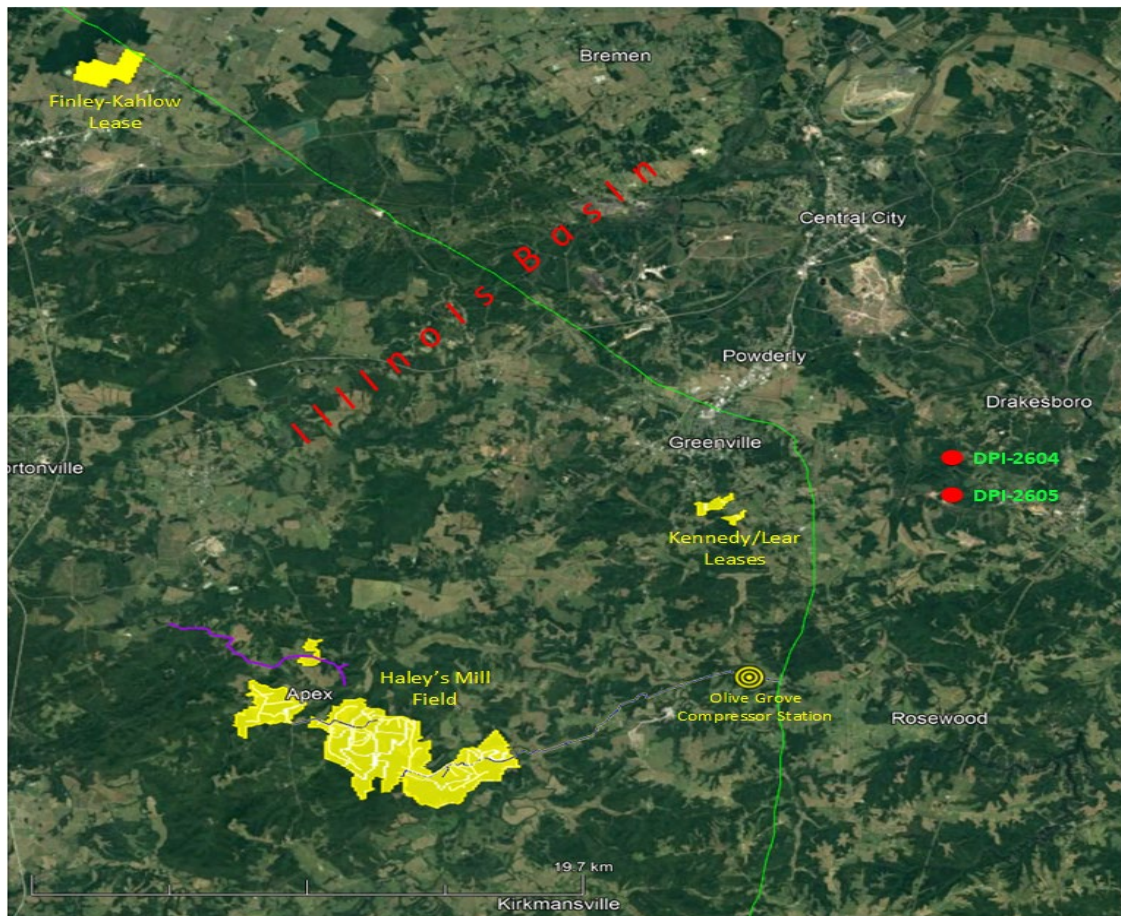 Bremen
Finley-Kahlow
Lease
Illlnois BasIn
Central City
Powderly
Drakesboro
Greenville
ortonville
DPI-2604
DPI-2605
Kennedy/Lear
Leases
Haley's Mill
Field
Apex
Olive Grove
Compressor Station
Rosewood
19.7 km
Kirkmansville